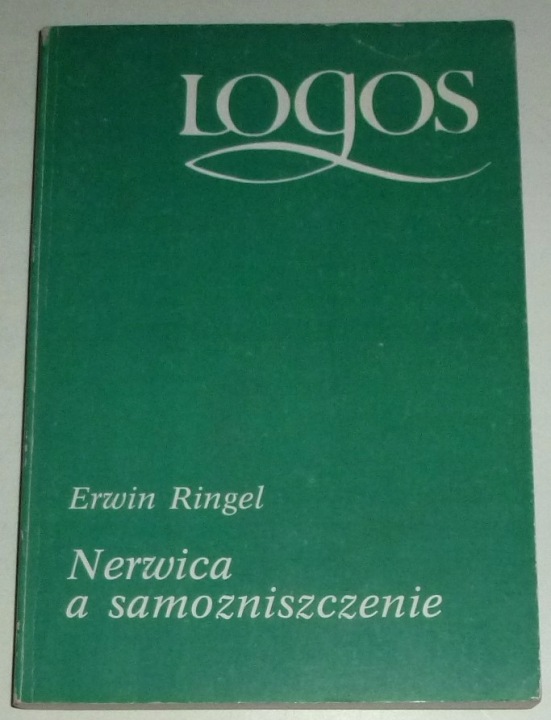 LOGOS
Erwin Ringel
Nerwica
a samozniszczenie